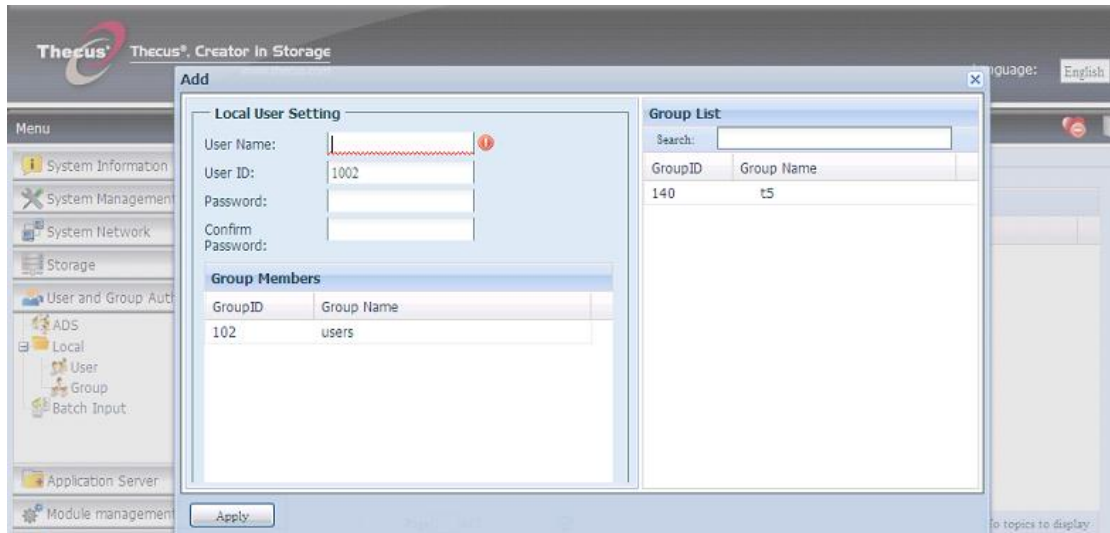 Thecus® Thecus®, Creator in Storage
Language: English
Add
Menu
System Information
System Management
System Network
Storage
User and Group Auth
ADS
Local
User
Group
Batch Input
Application Server
Module management
Local User Setting
User Name:
User ID: 1002
Password:
Confirm
Password:
Group Members
GroupID Group Name
102 users
Group List
Search:
GroupID Group Name
140 t5
Apply
To topics to display